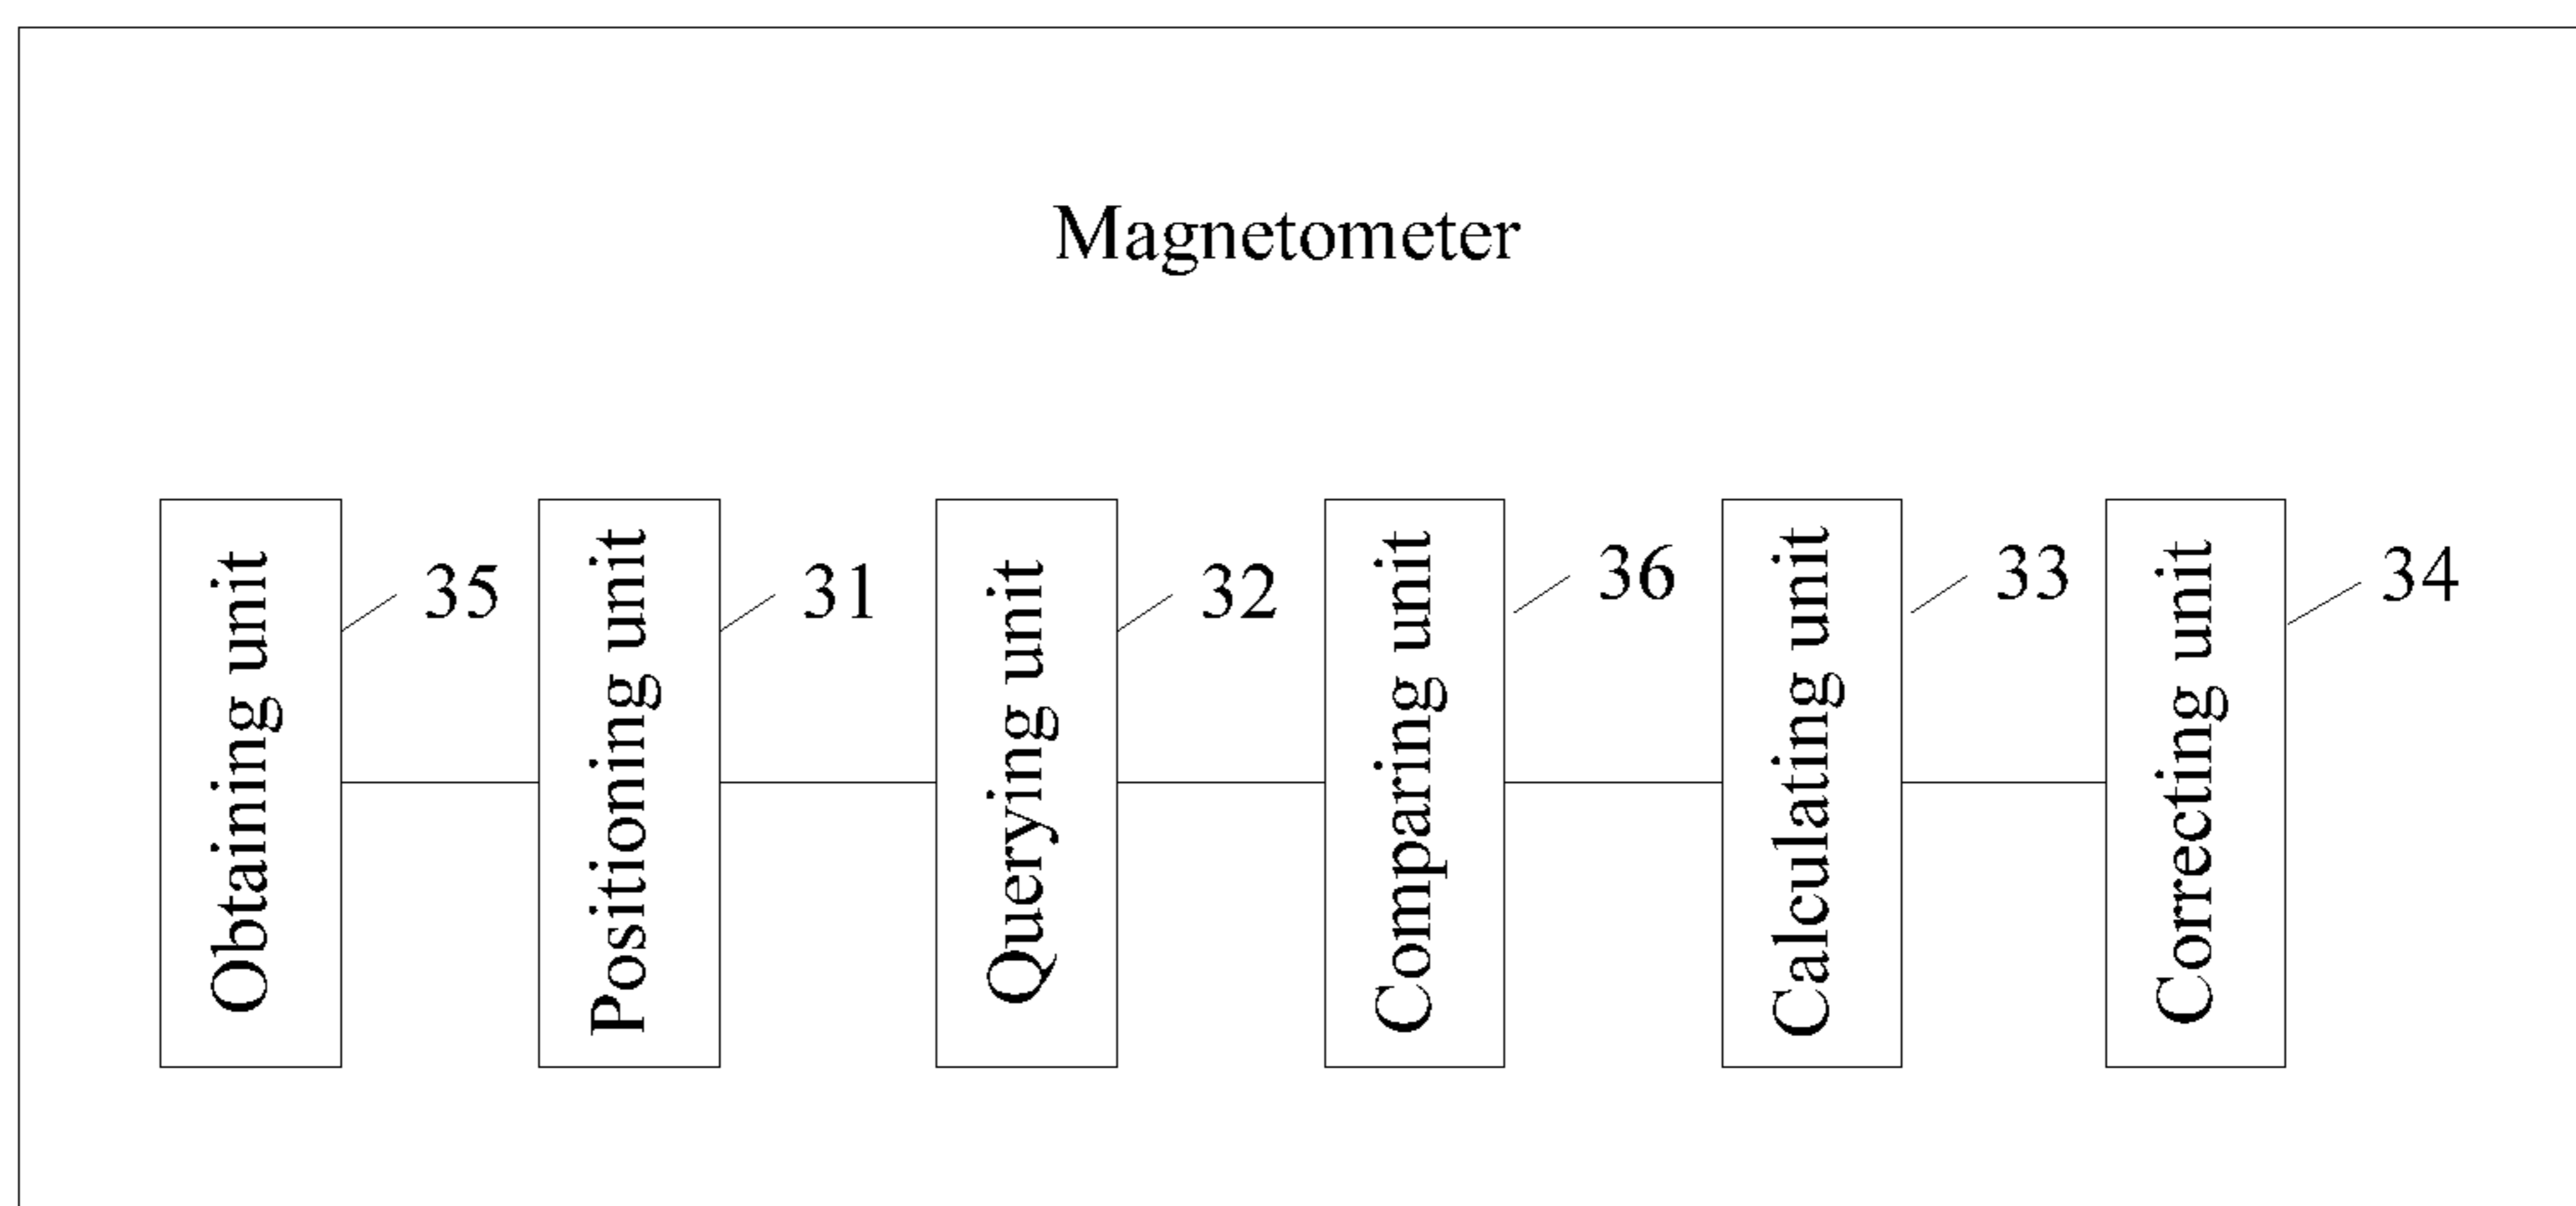 Magnetometer
Obtaining unit
35
Positioning unit
31
Querying unit
32
Comparing unit
36
Calculating unit
33
Correcting unit
34